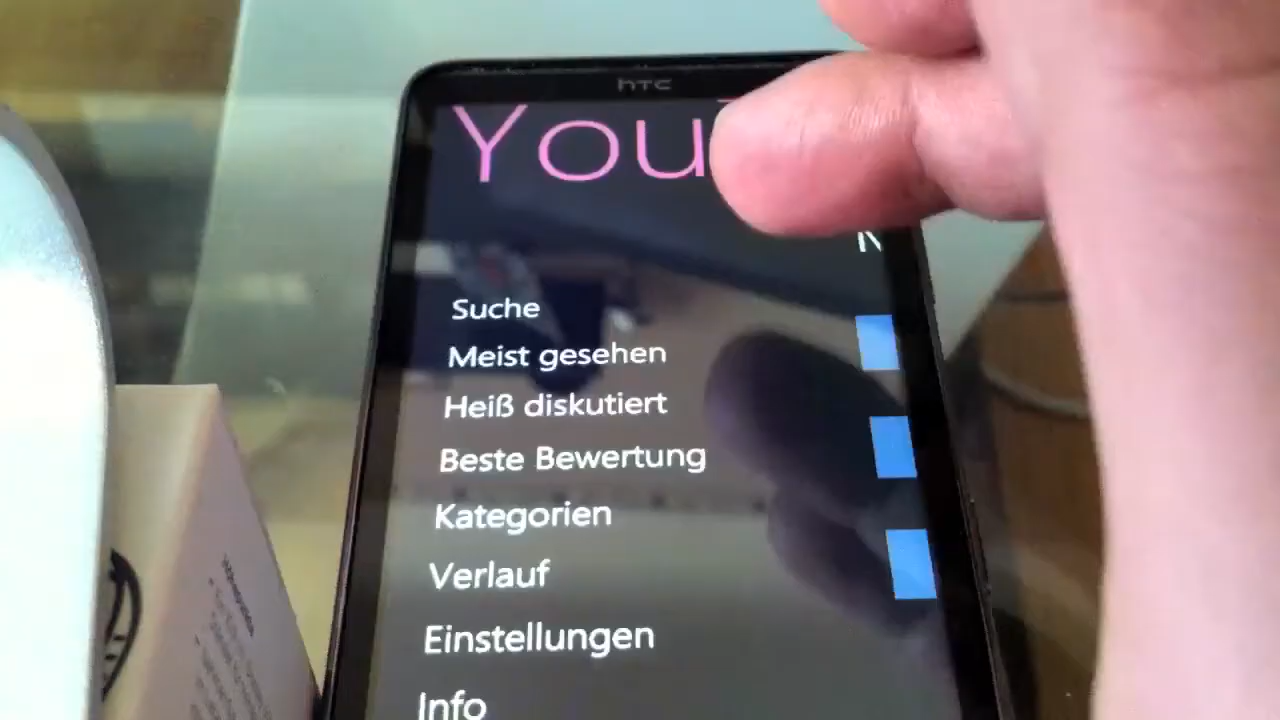 hTC
You
Suche
Meist gesehen
Heiß diskutiert
Beste Bewertung
Kategorien
Verlauf
Einstellungen
Info